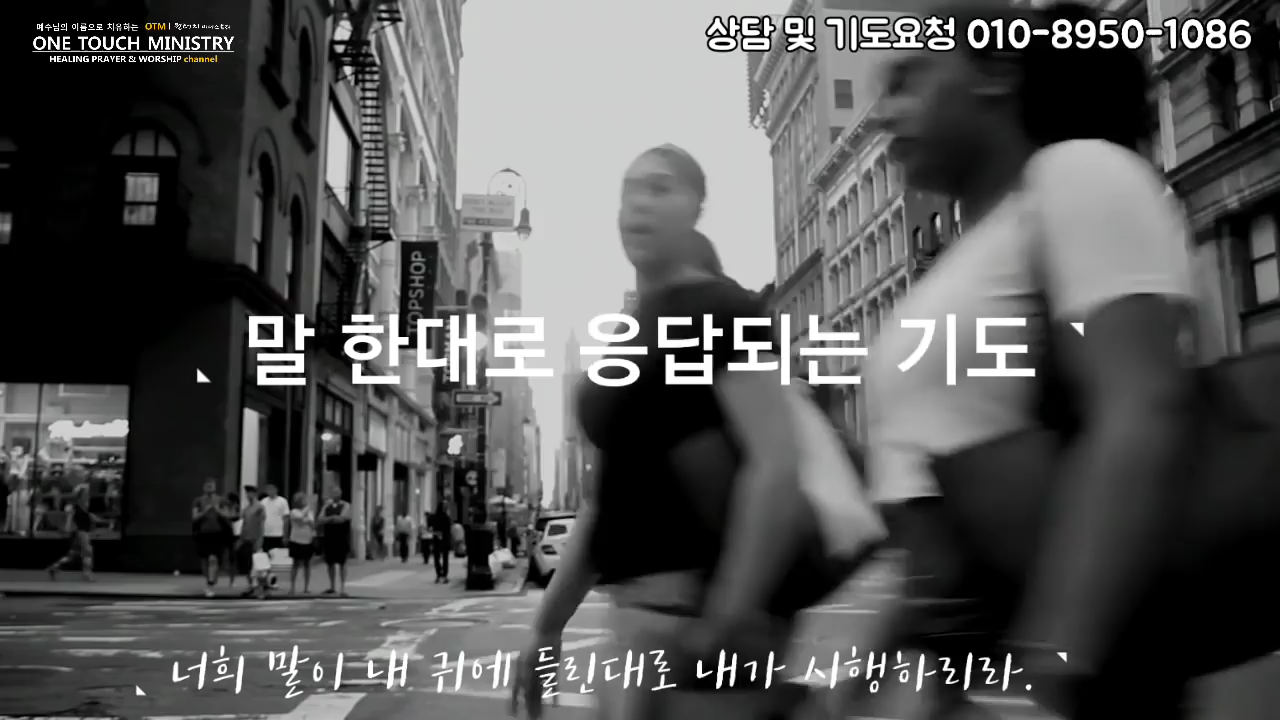 예수님의 이름으로 치유하는 OTM | 원터치 미니스트리
ONE TOUCH MINISTRY
HEALING PRAYER & WORSHIP channel
상담 및 기도요청 010-8950-1086
TOPSHOP
말 한대로 응답되는 기도
너희 말이 내 귀에 들린대로 내가 시행하리라.